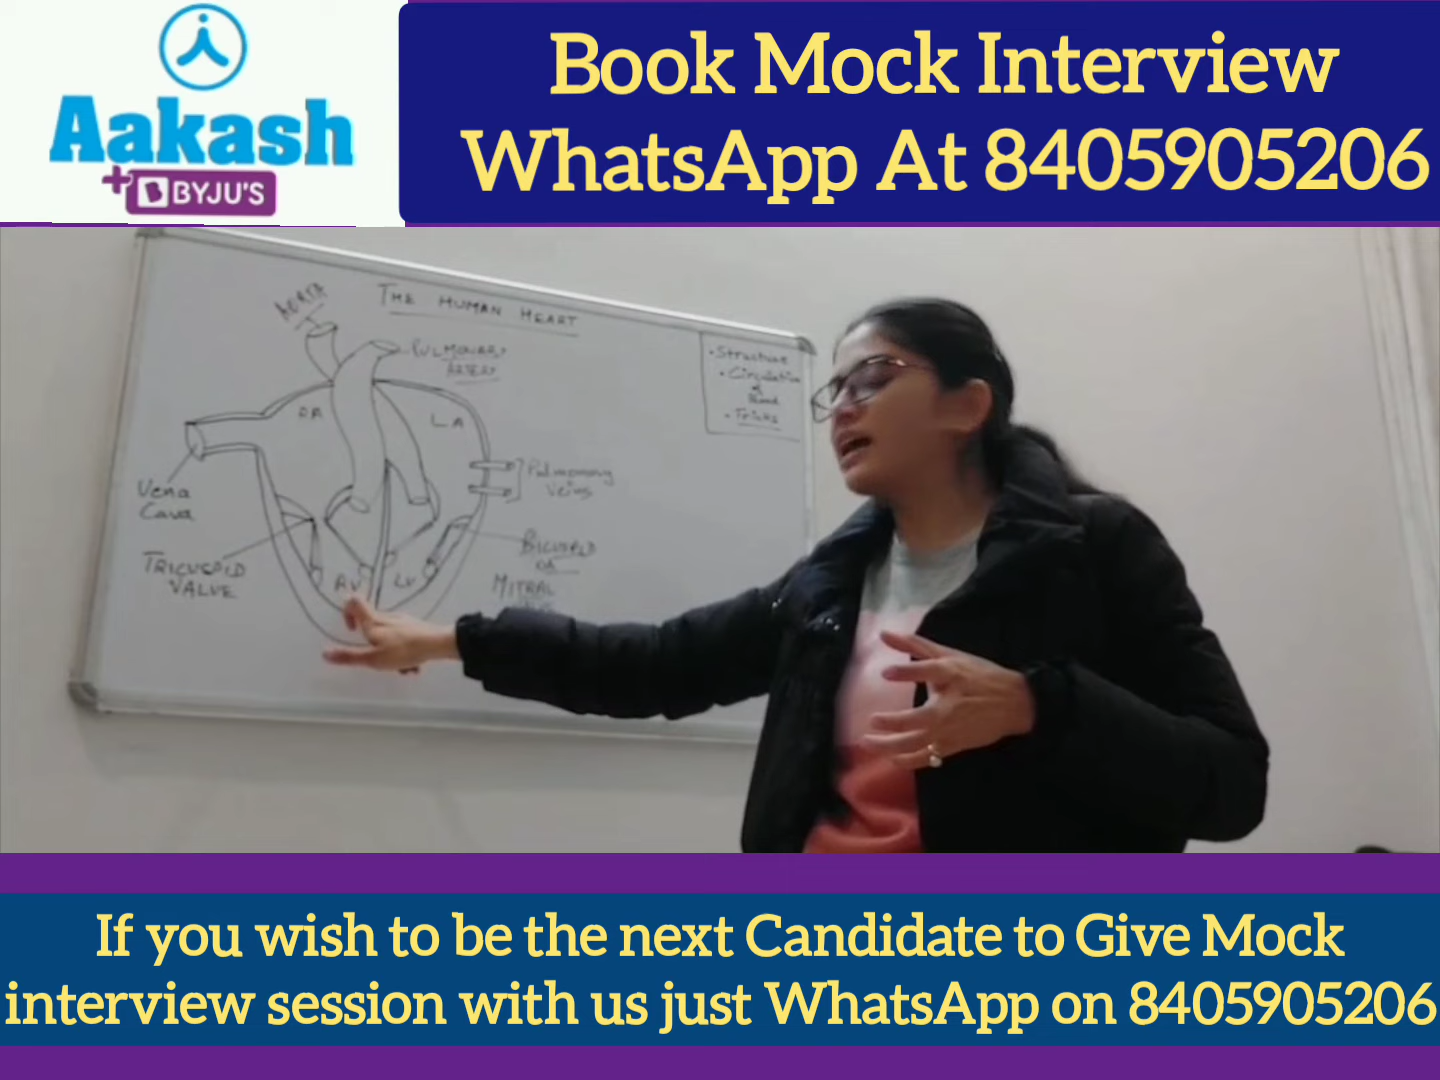 Aakash
+ BYJU'S
Book Mock Interview
WhatsApp At 8405905206
THE HUMAN HEART
AORTA
PULMONARY
ARTERY
• Structure
• Circulation
of
Blood
• Tricks
RA
LA
Pulmonary
Veins
Vena
Cava
BICUSPID
OR
MITRAL
TRICUSPID
VALVE
RV
LV
If you wish to be the next Candidate to Give Mock
interview session with us just WhatsApp on 8405905206